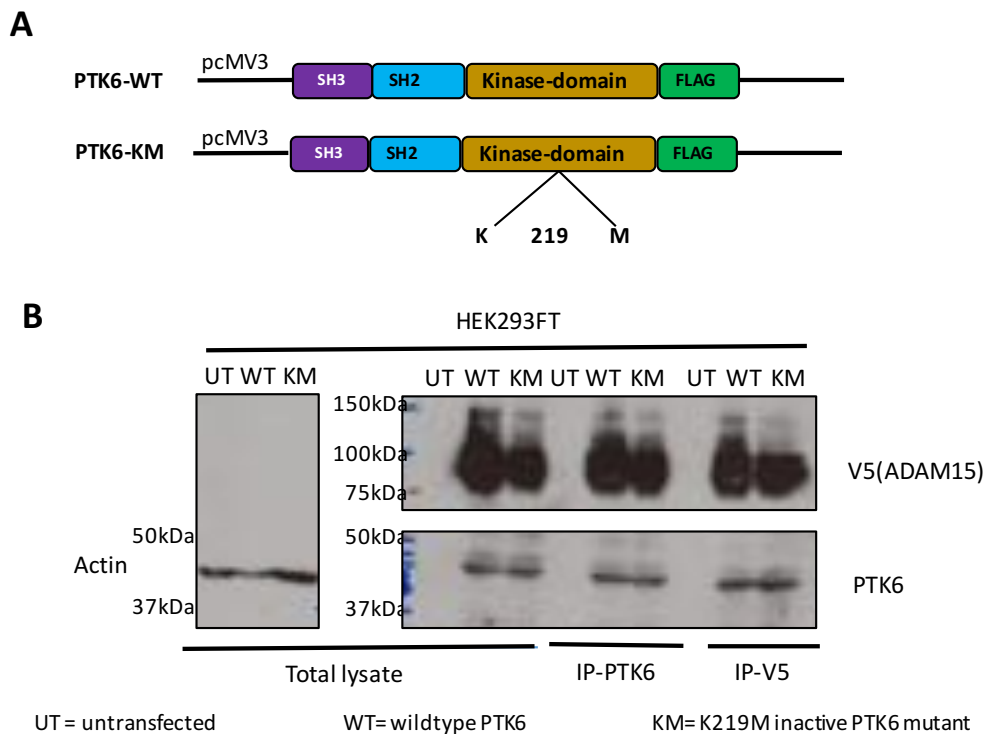 A
PTK6-WT
pcMV3
SH3 SH2 Kinase-domain FLAG
PTK6-KM
pcMV3
SH3 SH2 Kinase-domain FLAG
K 219 M
B
HEK293FT
UT WT KM
UT WT KM UT WT KM UT WT KM
150kDa
100kDa
75kDa
V5(ADAM15)
50kDa
Actin
37kDa
50kDa
37kDa
PTK6
Total lysate
IP-PTK6
IP-V5
UT = untransfected
WT= wildtype PTK6
KM= K219M inactive PTK6 mutant